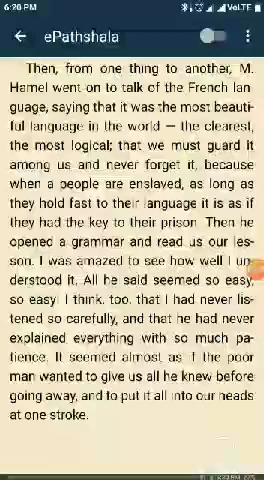 6:20 PM VoLTE
ePathshala
Then, from one thing to another, M.
Hamel went on to talk of the French lan-
guage, saying that it was the most beauti-
ful language in the world — the clearest,
the most logical; that we must guard it
among us and never forget it, because
when a people are enslaved, as long as
they hold fast to their language it is as if
they had the key to their prison. Then he
opened a grammar and read us our les-
son. I was amazed to see how well I un-
derstood it. All he said seemed so easy,
so easy! I think, too, that I had never lis-
tened so carefully, and that he had never
explained everything with so much pa-
tience. It seemed almost as if the poor
man wanted to give us all he knew before
going away, and to put it all into our heads
at one stroke.